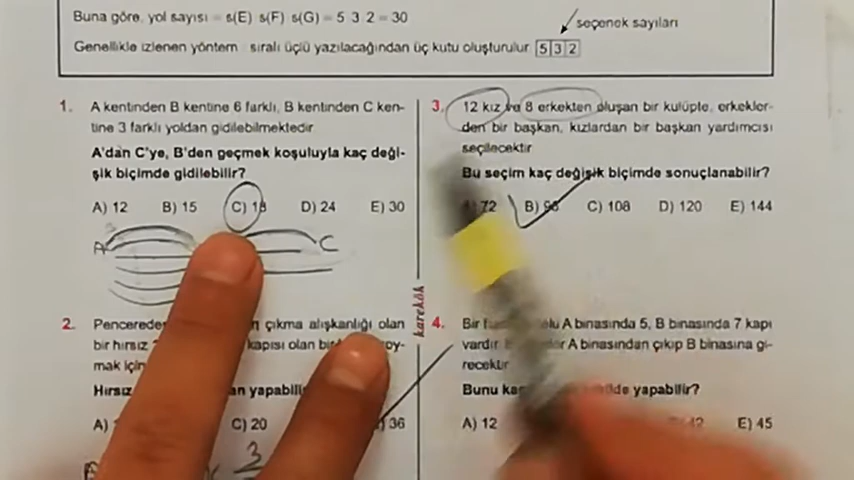 Buna göre, yol sayısı = s(E) s(F) s(G) = 5 3 2 = 30
seçenek sayıları
Genellikle izlenen yöntem sıralı üçlü yazılacağından üç kutu oluşturulur 5 3 2
1. A kentinden B kentine 6 farklı, B kentinden C ken-
tine 3 farklı yoldan gidilebilmektedir
A'dan C'ye, B'den geçmek koşuluyla kaç deği-
şik biçimde gidilebilir?
A) 12 B) 15 C) 18 D) 24 E) 30
A C
2. Pencereden çıkma alışkanlığı olan
bir hırsız kapısı olan
mak için
Hırsız
A) C) 20 36
3
3. 12 kız ve 8 erkekten oluşan bir kulüpte, erkekler-
den bir başkan, kızlardan bir başkan yardımcısı
seçilecektir
Bu seçim kaç değişik biçimde sonuçlanabilir?
72 B) 96 C) 108 D) 120 E) 144
karekök
4. Bir A binasında 5, B binasında 7 kapı
vardır A binasından çıkıp B binasına gi-
recektir
Bunu yapabilir?
A) 12 42 E) 45